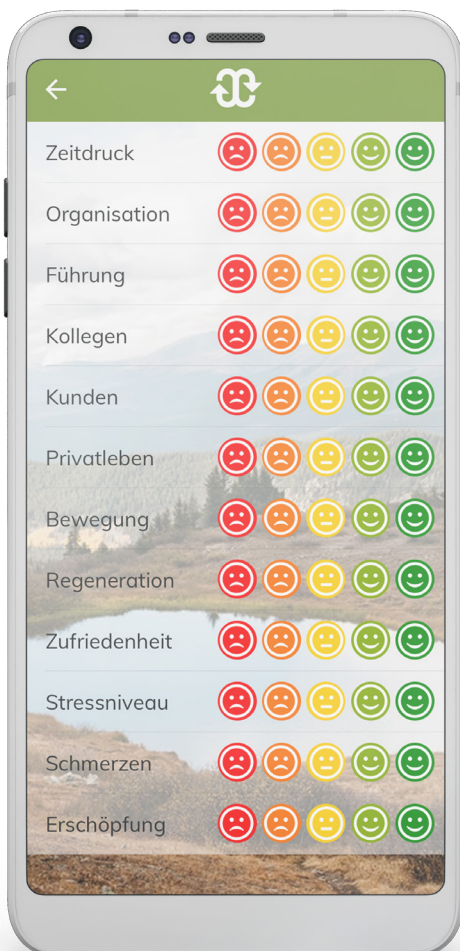 Zeitdruck
Organisation
Führung
Kollegen
Kunden
Privatleben
Bewegung
Regeneration
Zufriedenheit
Stressniveau
Schmerzen
Erschöpfung